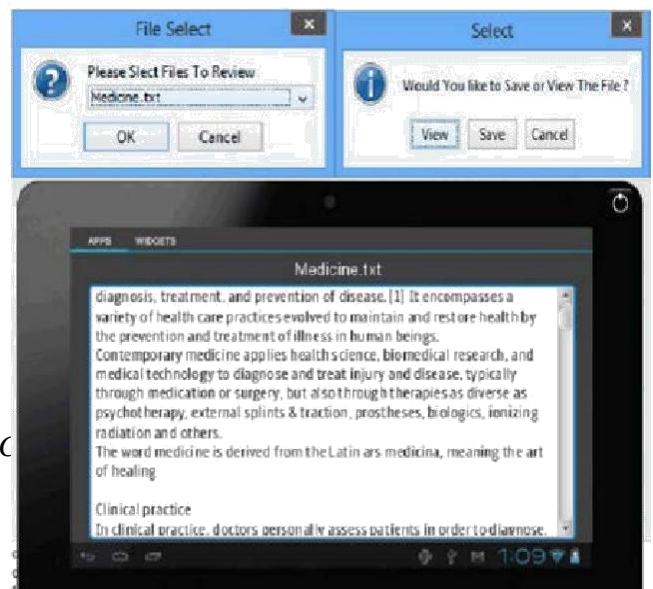 File Select
Please Slect Files To Review
Medicine.txt
OK Cancel
Select
Would You like to Save or View The File ?
View Save Cancel
APPS WIDGETS
Medicine.txt
diagnosis, treatment, and prevention of disease.[1] It encompasses a
variety of health care practices evolved to maintain and restore health by
the prevention and treatment of illness in human beings.
Contemporary medicine applies health science, biomedical research, and
medical technology to diagnose and treat injury and disease, typically
through medication or surgery, but also through therapies as diverse as
psychotherapy, external splints & traction, prostheses, biologics, ionizing
radiation and others.
The word medicine is derived from the Latin ars medicina, meaning the art
of healing
Clinical practice
In clinical practice, doctors personally assess patients in order to diagnose,
1:09